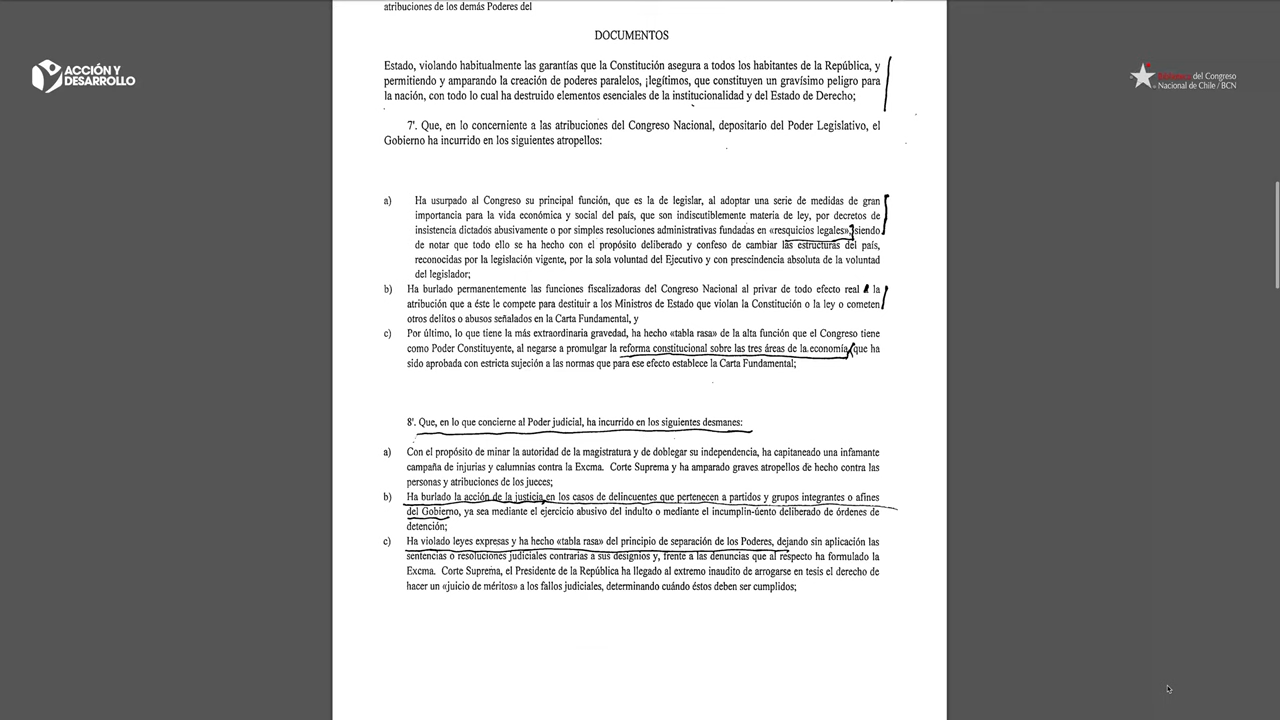 atribuciones de los demás Poderes del
DOCUMENTOS
ACCIÓN Y
DESARROLLO
Biblioteca del Congreso
Nacional de Chile / BCN
Estado, violando habitualmente las garantías que la Constitución asegura a todos los habitantes de la República, y
permitiendo y amparando la creación de poderes paralelos, ¡legítimos, que constituyen un gravísimo peligro para
la nación, con todo lo cual ha destruido elementos esenciales de la institucionalidad y del Estado de Derecho;
7'. Que, en lo concerniente a las atribuciones del Congreso Nacional, depositario del Poder Legislativo, el
Gobierno ha incurrido en los siguientes atropellos:
a) Ha usurpado al Congreso su principal función, que es la de legislar, al adoptar una serie de medidas de gran
importancia para la vida económica y social del país, que son indiscutiblemente materia de ley, por decretos de
insistencia dictados abusivamente o por simples resoluciones administrativas fundadas en «resquicios legales», siendo
de notar que todo ello se ha hecho con el propósito deliberado y confeso de cambiar las estructuras del país,
reconocidas por la legislación vigente, por la sola voluntad del Ejecutivo y con prescindencia absoluta de la voluntad
del legislador;
b) Ha burlado permanentemente las funciones fiscalizadoras del Congreso Nacional al privar de todo efecto real a la
atribución que a éste le compete para destituir a los Ministros de Estado que violan la Constitución o la ley o cometen
otros delitos o abusos señalados en la Carta Fundamental, y
c) Por último, lo que tiene la más extraordinaria gravedad, ha hecho «tabla rasa» de la alta función que el Congreso tiene
como Poder Constituyente, al negarse a promulgar la reforma constitucional sobre las tres áreas de la economía, que ha
sido aprobada con estricta sujeción a las normas que para ese efecto establece la Carta Fundamental;
8'. Que, en lo que concierne al Poder judicial, ha incurrido en los siguientes desmanes:
a) Con el propósito de minar la autoridad de la magistratura y de doblegar su independencia, ha capitaneado una infamante
campaña de injurias y calumnias contra la Excma. Corte Suprema y ha amparado graves atropellos de hecho contra las
personas y atribuciones de los jueces;
b) Ha burlado la acción de la justicia en los casos de delincuentes que pertenecen a partidos y grupos integrantes o afines
del Gobierno, ya sea mediante el ejercicio abusivo del indulto o mediante el incumplin-úento deliberado de órdenes de
detención;
c) Ha violado leyes expresas y ha hecho «tabla rasa» del principio de separación de los Poderes, dejando sin aplicación las
sentencias o resoluciones judiciales contrarias a sus designios y, frente a las denuncias que al respecto ha formulado la
Excma. Corte Suprema, el Presidente de la República ha llegado al extremo inaudito de arrogarse en tesis el derecho de
hacer un «juicio de méritos» a los fallos judiciales, determinando cuándo éstos deben ser cumplidos;